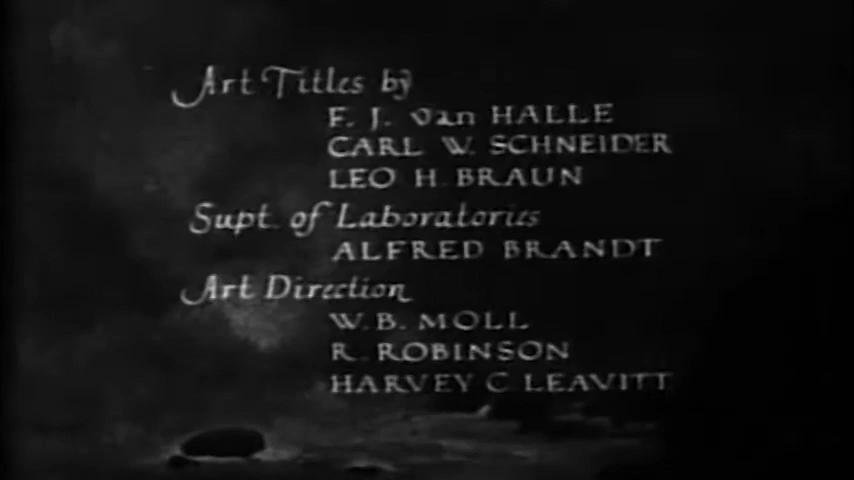 Art Titles by
F. J. van HALLE
CARL W. SCHNEIDER
LEO H. BRAUN
Supt. of Laboratories
ALFRED BRANDT
Art Direction
W. B. MOLL
R. ROBINSON
HARVEY C. LEAVITT